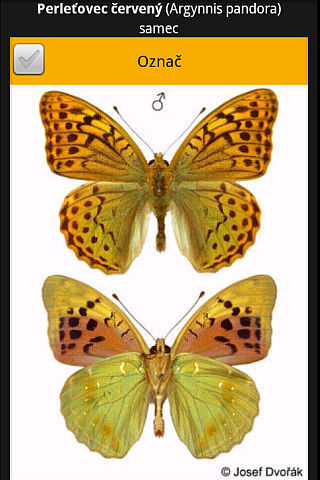 Perleťovec červený (Argynnis pandora)
samec
Označ
♂
© Josef Dvořák